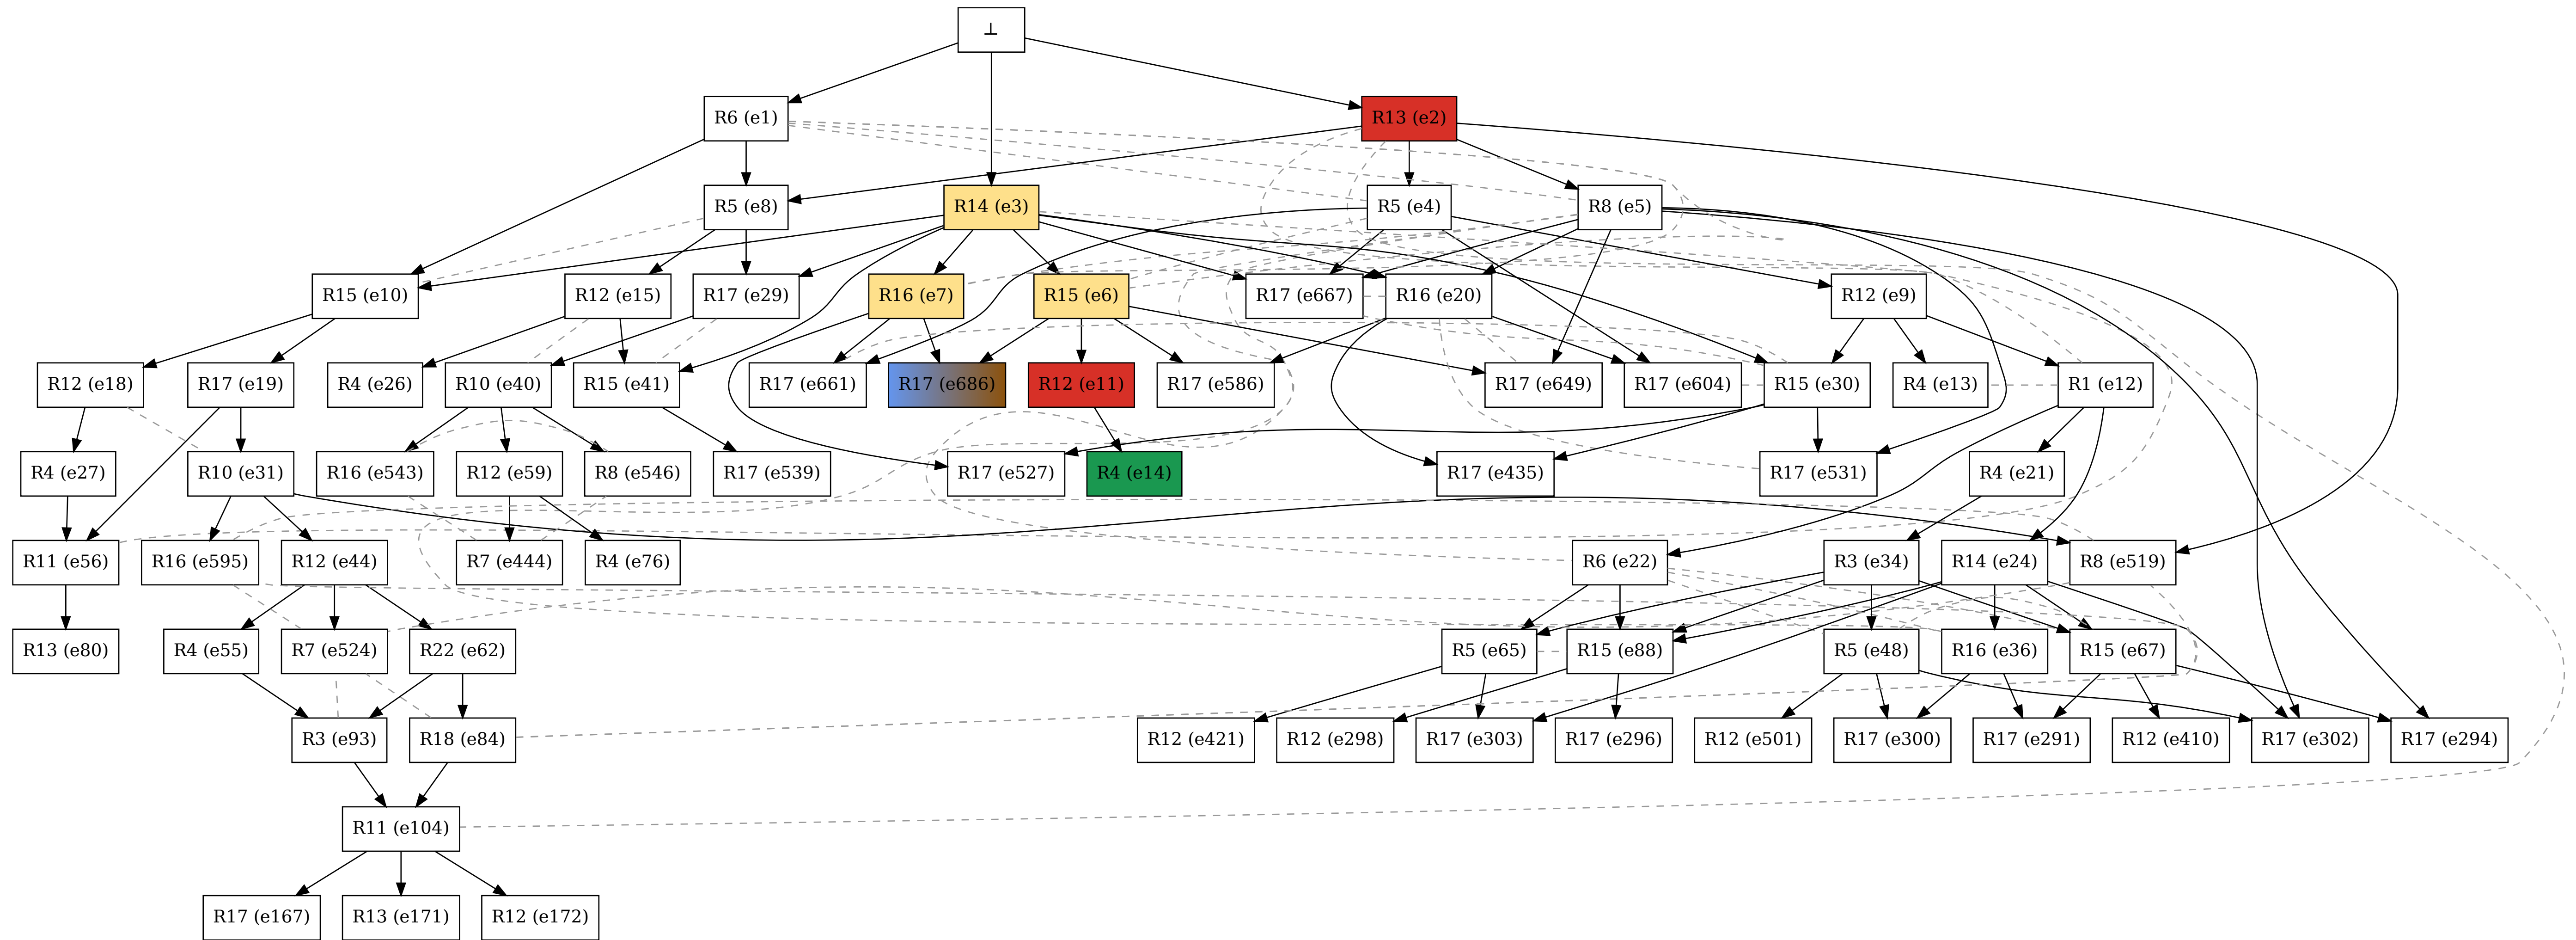 ⊥
R6 (e1)
R13 (e2)
R5 (e8)
R14 (e3)
R5 (e4)
R8 (e5)
R15 (e10)
R12 (e15)
R17 (e29)
R16 (e7)
R15 (e6)
R17 (e667)
R16 (e20)
R12 (e9)
R12 (e18)
R17 (e19)
R4 (e26)
R10 (e40)
R15 (e41)
R17 (e661)
R17 (e686)
R12 (e11)
R17 (e586)
R17 (e649)
R17 (e604)
R15 (e30)
R4 (e13)
R1 (e12)
R4 (e27)
R10 (e31)
R16 (e543)
R12 (e59)
R8 (e546)
R17 (e539)
R17 (e527)
R4 (e14)
R17 (e435)
R17 (e531)
R4 (e21)
R11 (e56)
R16 (e595)
R12 (e44)
R7 (e444)
R4 (e76)
R6 (e22)
R3 (e34)
R14 (e24)
R8 (e519)
R13 (e80)
R4 (e55)
R7 (e524)
R22 (e62)
R5 (e65)
R15 (e88)
R5 (e48)
R16 (e36)
R15 (e67)
R3 (e93)
R18 (e84)
R12 (e421)
R12 (e298)
R17 (e303)
R17 (e296)
R12 (e501)
R17 (e300)
R17 (e291)
R12 (e410)
R17 (e302)
R17 (e294)
R11 (e104)
R17 (e167)
R13 (e171)
R12 (e172)